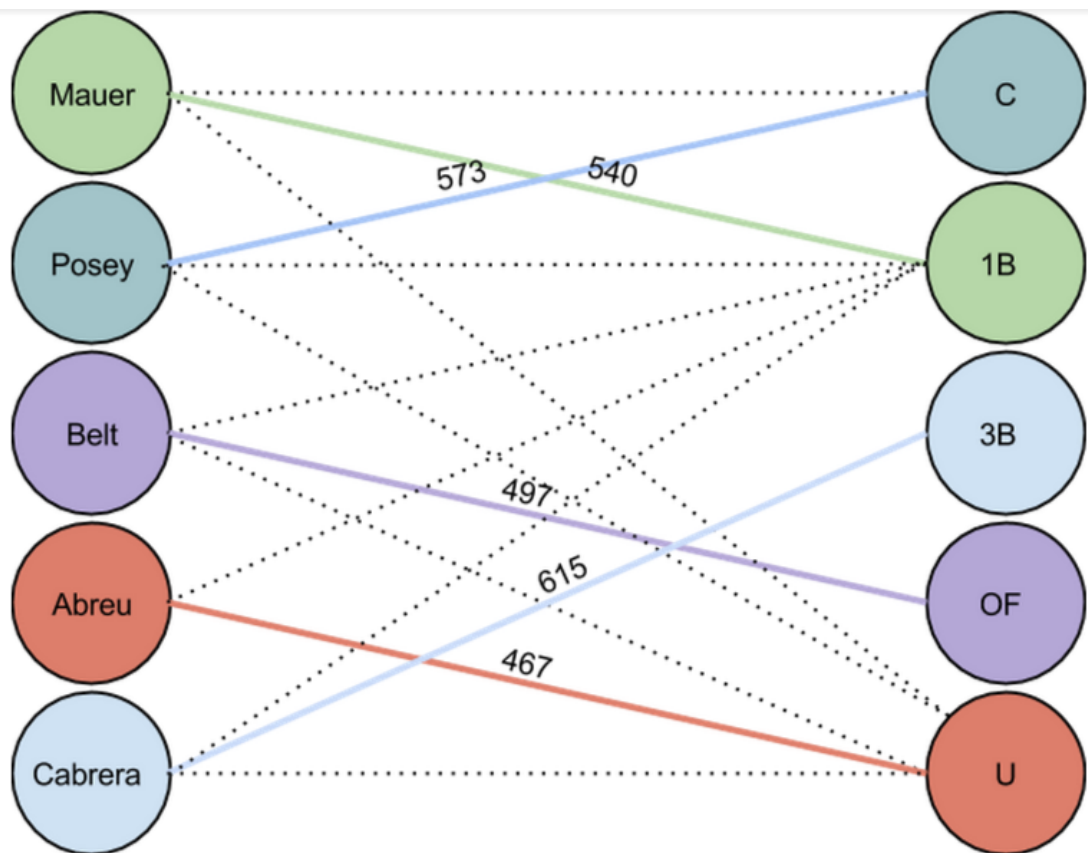 Mauer
C
573
540
Posey
1B
Belt
3B
497
615
Abreu
OF
467
Cabrera
U